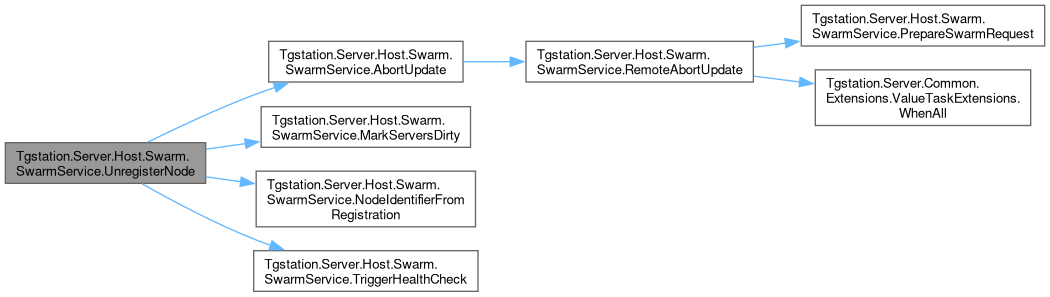 Tgstation.Server.Host.Swarm.
SwarmService.UnregisterNode
Tgstation.Server.Host.Swarm.
SwarmService.AbortUpdate
Tgstation.Server.Host.Swarm.
SwarmService.MarkServersDirty
Tgstation.Server.Host.Swarm.
SwarmService.NodeIdentifierFrom
Registration
Tgstation.Server.Host.Swarm.
SwarmService.TriggerHealthCheck
Tgstation.Server.Host.Swarm.
SwarmService.RemoteAbortUpdate
Tgstation.Server.Host.Swarm.
SwarmService.PrepareSwarmRequest
Tgstation.Server.Common.
Extensions.ValueTaskExtensions.
WhenAll